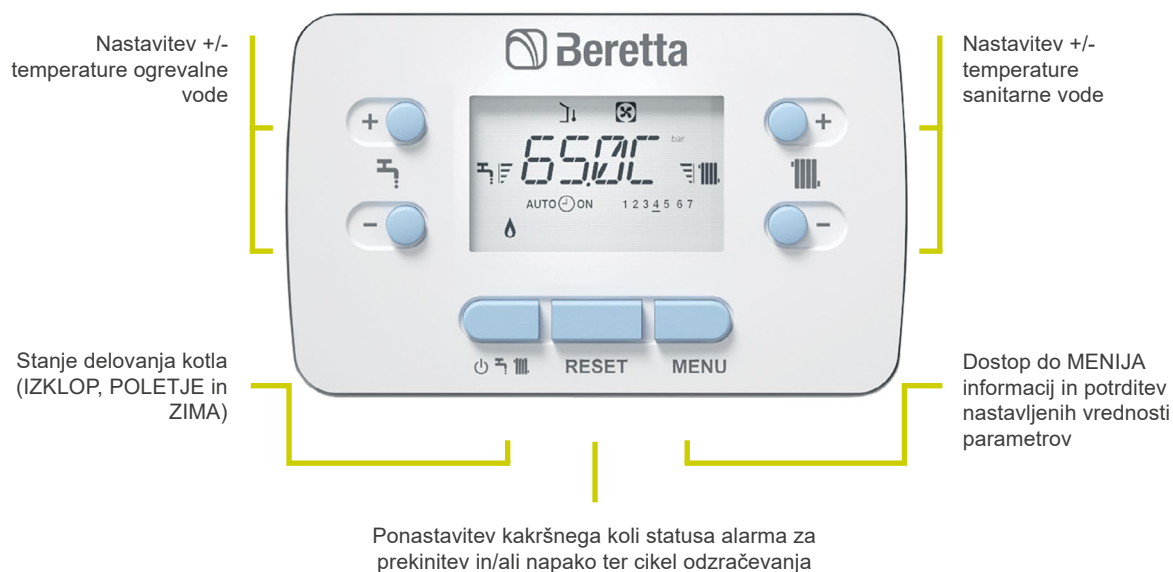 Nastavitev +/-
temperature ogrevalne
vode
Beretta
Nastavitev +/-
temperature
sanitarne vode
+
+
bar
65.0C
AUTO ON 1 2 3 4 5 6 7
-
-
RESET
MENU
Stanje delovanja kotla
(IZKLOP, POLETJE in
ZIMA)
Dostop do MENIJA
informacij in potrditev
nastavljenih vrednosti
parametrov
Ponastavitev kakršnega koli statusa alarma za
prekinitev in/ali napako ter cikel odzračevanja